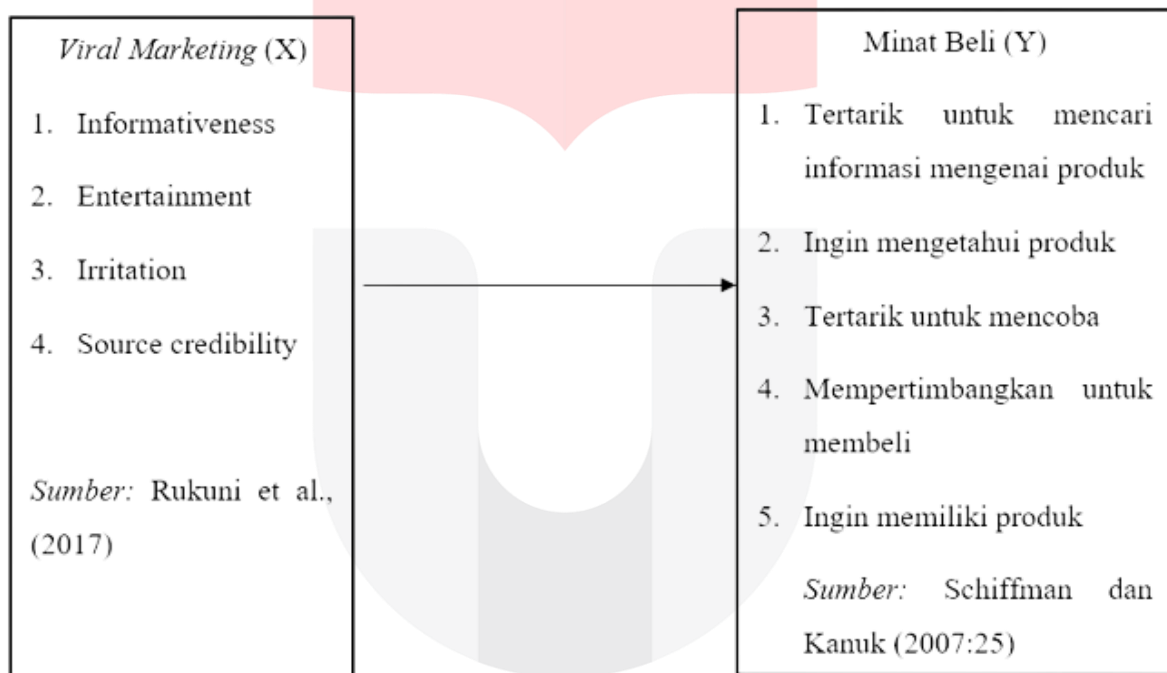 Viral Marketing (X)
1. Informativeness
2. Entertainment
3. Irritation
4. Source credibility
Sumber: Rukuni et al.,
(2017)
Minat Beli (Y)
1. Tertarik untuk mencari
informasi mengenai produk
2. Ingin mengetahui produk
3. Tertarik untuk mencoba
4. Mempertimbangkan untuk
membeli
5. Ingin memiliki produk
Sumber: Schiffman dan
Kanuk (2007:25)